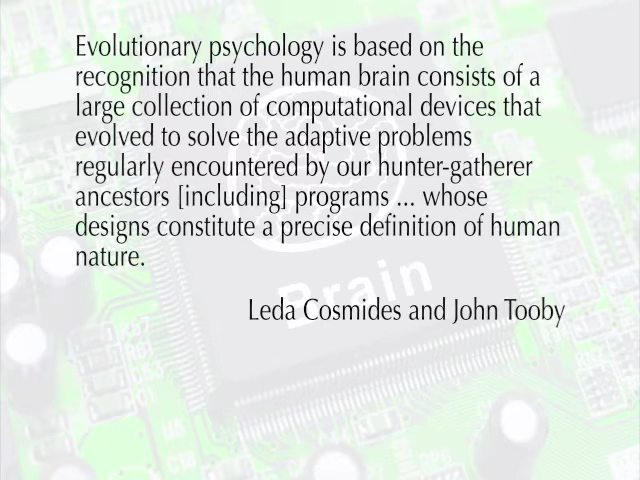 Evolutionary psychology is based on the
recognition that the human brain consists of a
large collection of computational devices that
evolved to solve the adaptive problems
regularly encountered by our hunter-gatherer
ancestors [including] programs ... whose
designs constitute a precise definition of human
nature.
Leda Cosmides and John Tooby
Brain